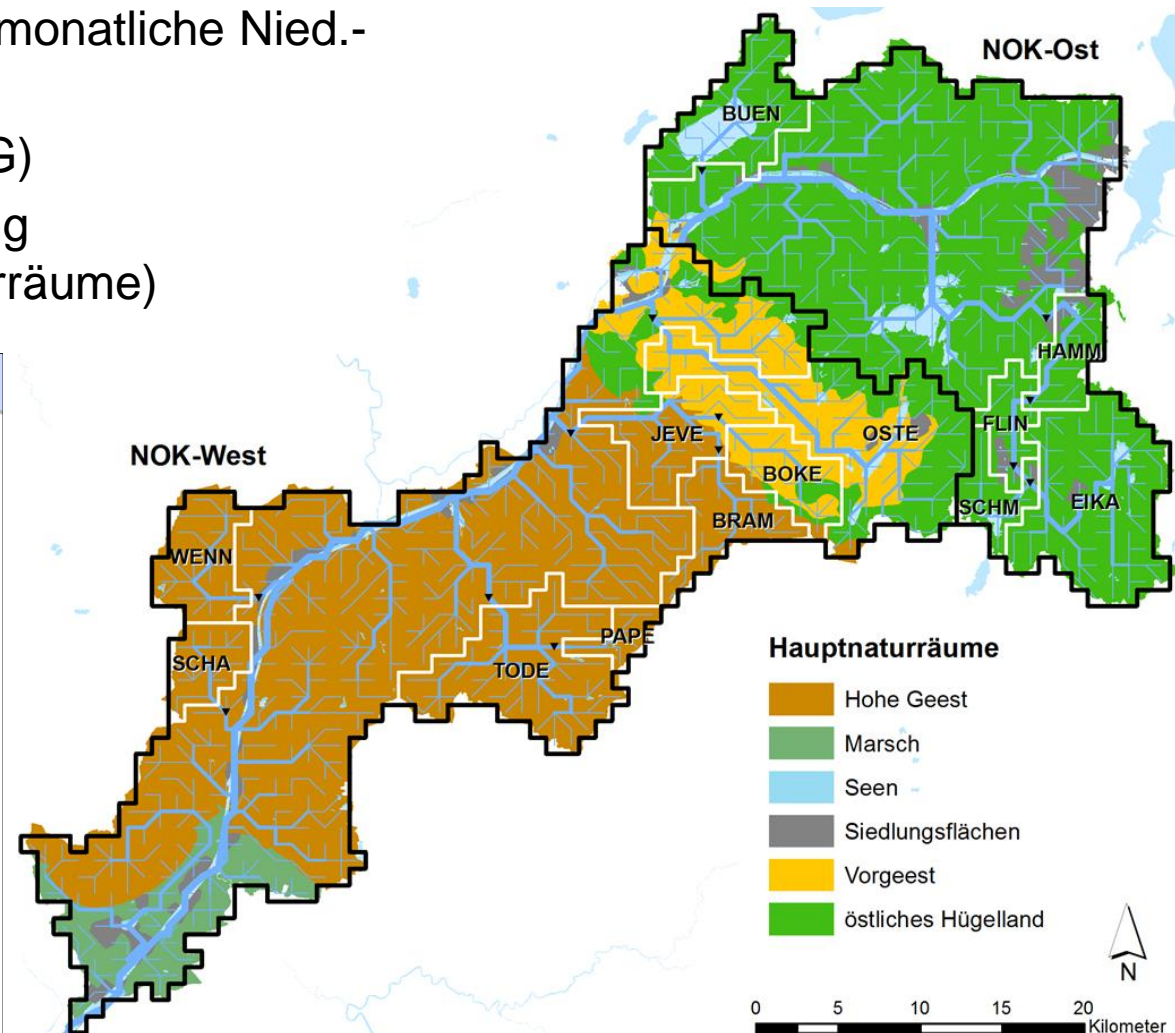 monatliche Nied.-
G)
g
rräume)
NOK-Ost
BUEN
HAMM
FLIN
JEVE
OSTE
BOKE
SCHM
EIKA
BRAM
NOK-West
WENN
SCHA
PAPE
TODE
Hauptnaturräume
Hohe Geest
Marsch
Seen
Siedlungsflächen
Vorgeest
östliches Hügelland
N
0 5 10 15 20
Kilometer